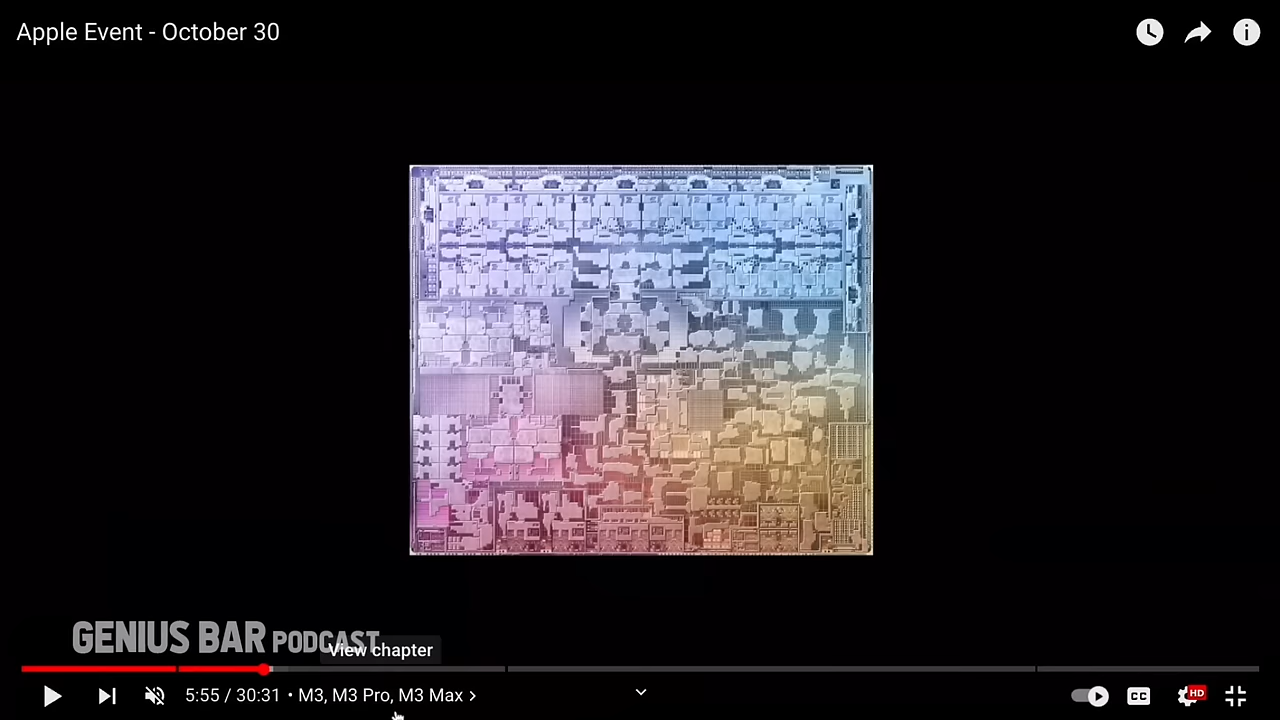 Apple Event - October 30
GENIUS BAR PODCAST
View chapter
5:55 / 30:31 • M3, M3 Pro, M3 Max >
CC
HD